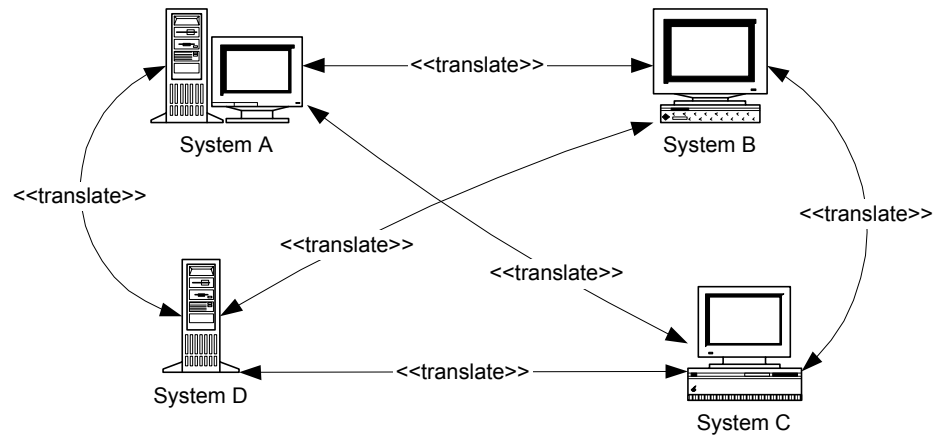 <<translate>>
System A
System B
<<translate>>
<<translate>>
<<translate>>
<<translate>>
<<translate>>
System D
System C